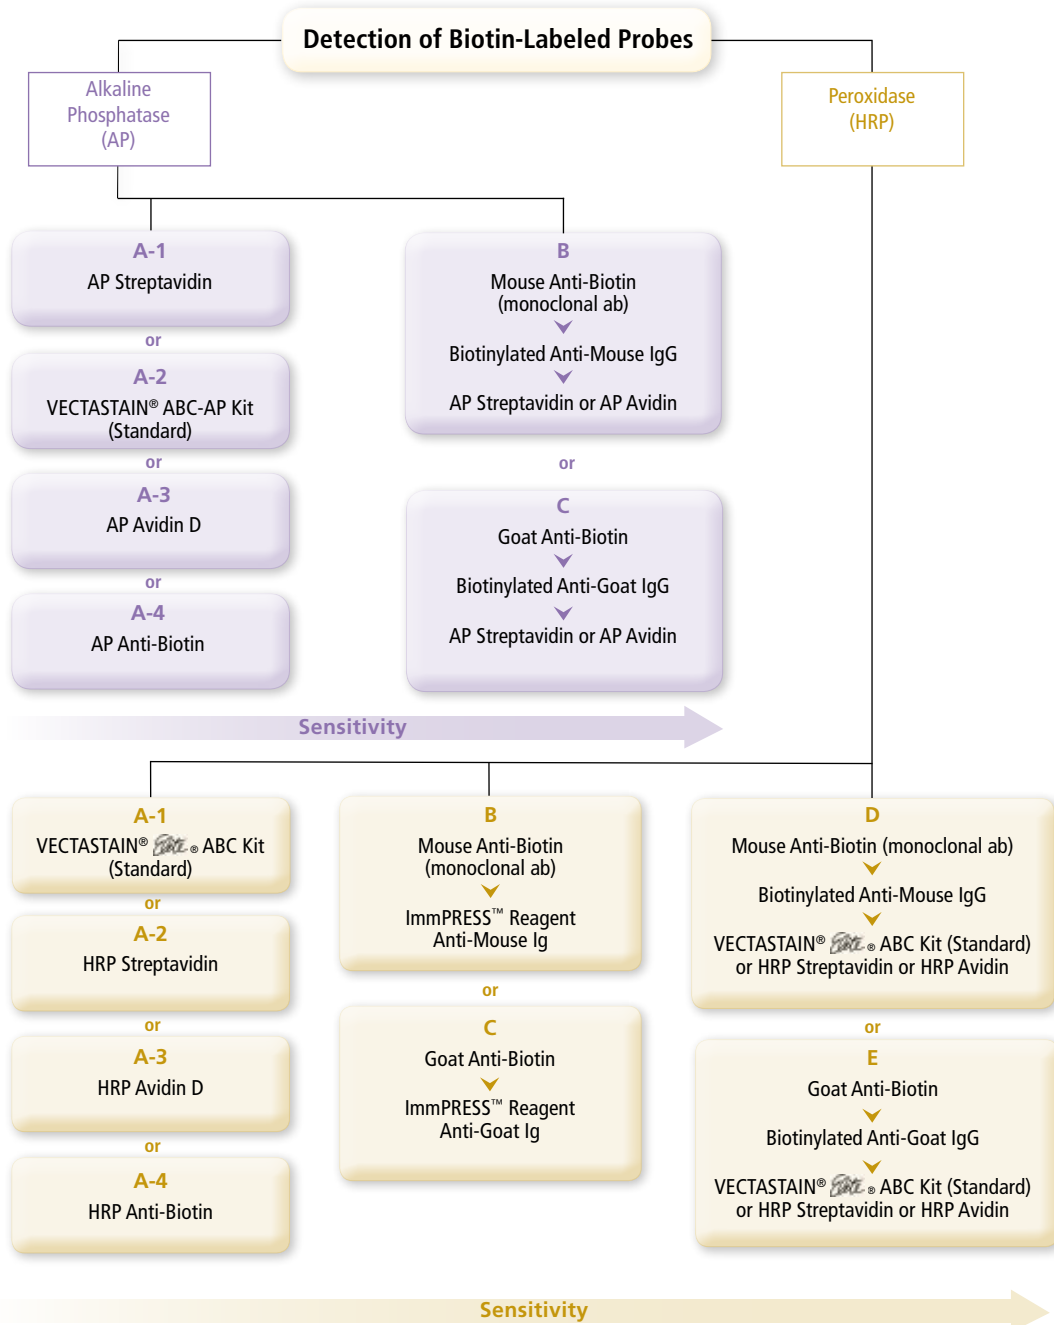 Detection of Biotin-Labeled Probes
Alkaline
Phosphatase
(AP)
Peroxidase
(HRP)
A-1
AP Streptavidin
or
A-2
VECTASTAIN® ABC-AP Kit
(Standard)
or
A-3
AP Avidin D
or
A-4
AP Anti-Biotin
B
Mouse Anti-Biotin
(monoclonal ab)
Biotinylated Anti-Mouse IgG
AP Streptavidin or AP Avidin
or
C
Goat Anti-Biotin
Biotinylated Anti-Goat IgG
AP Streptavidin or AP Avidin
Sensitivity
A-1
VECTASTAIN® Elite® ABC Kit
(Standard)
or
A-2
HRP Streptavidin
or
A-3
HRP Avidin D
or
A-4
HRP Anti-Biotin
B
Mouse Anti-Biotin
(monoclonal ab)
ImmPRESS™ Reagent
Anti-Mouse Ig
or
C
Goat Anti-Biotin
ImmPRESS™ Reagent
Anti-Goat Ig
D
Mouse Anti-Biotin (monoclonal ab)
Biotinylated Anti-Mouse IgG
VECTASTAIN® Elite® ABC Kit (Standard)
or HRP Streptavidin or HRP Avidin
or
E
Goat Anti-Biotin
Biotinylated Anti-Goat IgG
VECTASTAIN® Elite® ABC Kit (Standard)
or HRP Streptavidin or HRP Avidin
Sensitivity